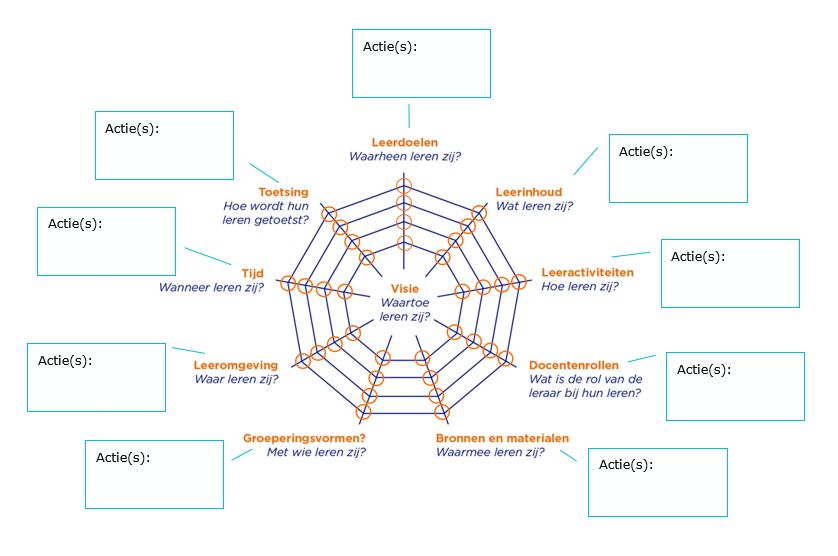 Actie(s):
Actie(s):
Leerdoelen
Waarheen leren zij?
Actie(s):
Toetsing
Hoe wordt hun
leren getoetst?
Leerinhoud
Wat leren zij?
Actie(s):
Actie(s):
Tijd
Wanneer leren zij?
Leeractiviteiten
Hoe leren zij?
Visie
Waartoe
leren zij?
Actie(s):
Leeromgeving
Waar leren zij?
Docentenrollen
Wat is de rol van de
leraar bij hun leren?
Actie(s):
Groeperingsvormen?
Met wie leren zij?
Bronnen en materialen
Waarmee leren zij?
Actie(s):
Actie(s):